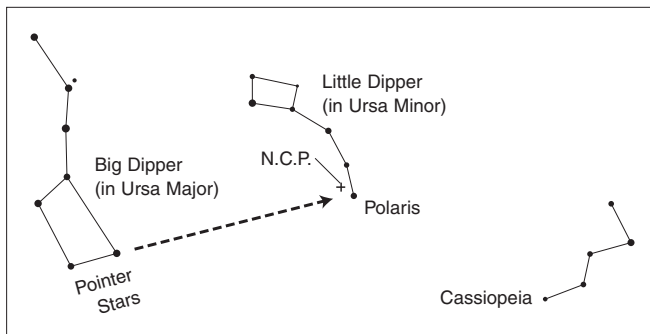 Little Dipper
(in Ursa Minor)
N.C.P.
Big Dipper
(in Ursa Major)
Polaris
Pointer
Stars
Cassiopeia